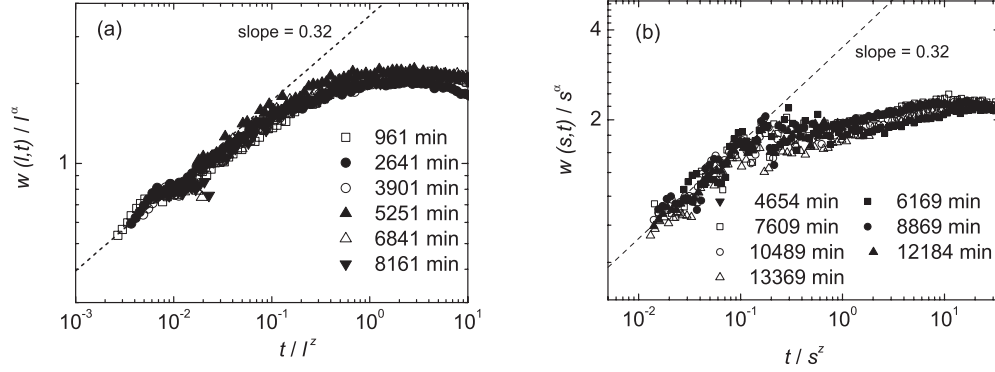 (a)
slope = 0.32
w (l,t) / l^α
1
961 min
2641 min
3901 min
5251 min
6841 min
8161 min
10^-3 10^-2 10^-1 10^0 10^1
t / l^z
(b)
slope = 0.32
w (s,t) / s^α
4
2
4654 min 6169 min
7609 min 8869 min
10489 min 12184 min
13369 min
10^-2 10^-1 10^0 10^1
t / s^z